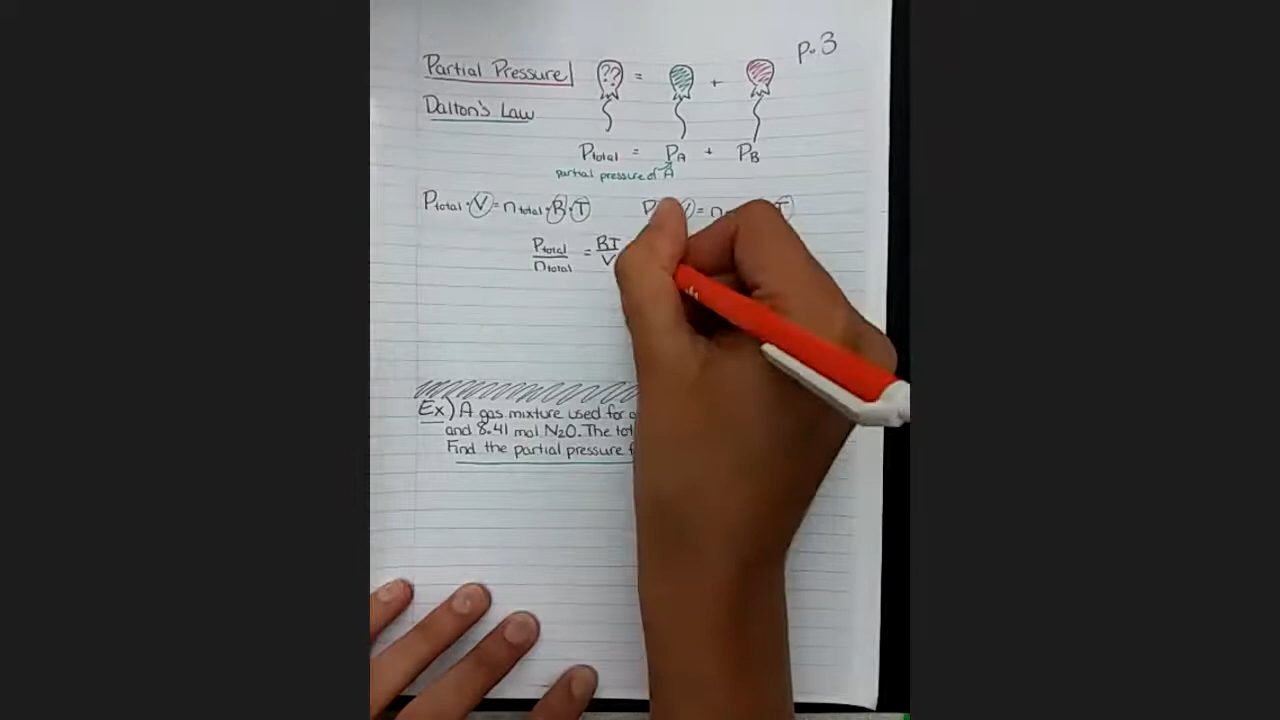 p.3
Partial Pressure ?? = +
Dalton's Law
Ptotal = PA + PB
partial pressure of A
Ptotal · V = ntotal · R · T P V = n T
Ptotal / ntotal = RT / V
Ex) A gas mixture used for
and 8.41 mol N2O. The
Find the partial pressure